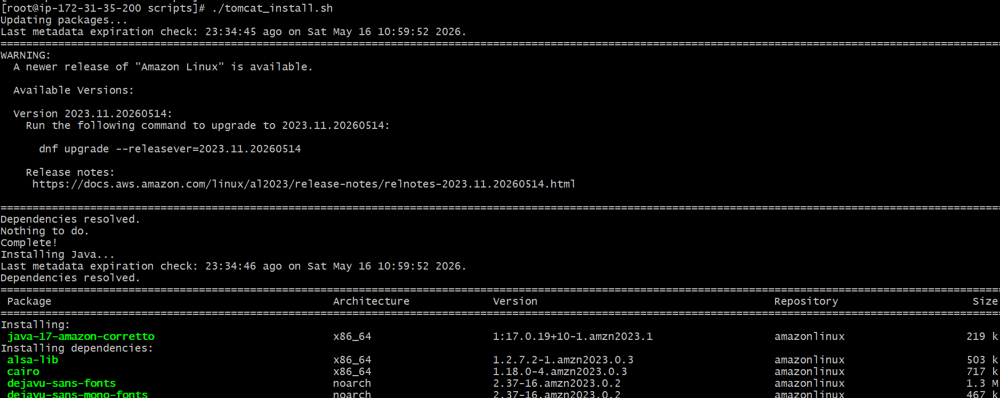 [root@ip-172-31-35-200 scripts]# ./tomcat_install.sh
Updating packages...
Last metadata expiration check: 23:34:45 ago on Sat May 16 10:59:52 2026.
================================================================================
WARNING:
  A newer release of "Amazon Linux" is available.

  Available Versions:

  Version 2023.11.20260514:
    Run the following command to upgrade to 2023.11.20260514:

      dnf upgrade --releasever=2023.11.20260514

    Release notes:
     https://docs.aws.amazon.com/linux/al2023/release-notes/relnotes-2023.11.20260514.html

================================================================================
Dependencies resolved.
Nothing to do.
Complete!
Installing Java...
Last metadata expiration check: 23:34:46 ago on Sat May 16 10:59:52 2026.
Dependencies resolved.
================================================================================
 Package Architecture Version Repository Size
================================================================================
Installing:
 java-17-amazon-corretto x86_64 1:17.0.19+10-1.amzn2023.1 amazonlinux 219 k
Installing dependencies:
 alsa-lib x86_64 1.2.7.2-1.amzn2023.0.3 amazonlinux 503 k
 cairo x86_64 1.18.0-4.amzn2023.0.3 amazonlinux 717 k
 dejavu-sans-fonts noarch 2.37-16.amzn2023.0.2 amazonlinux 1.3 M
 dejavu-sans-mono-fonts noarch 2.37-16.amzn2023.0.2 amazonlinux 467 k